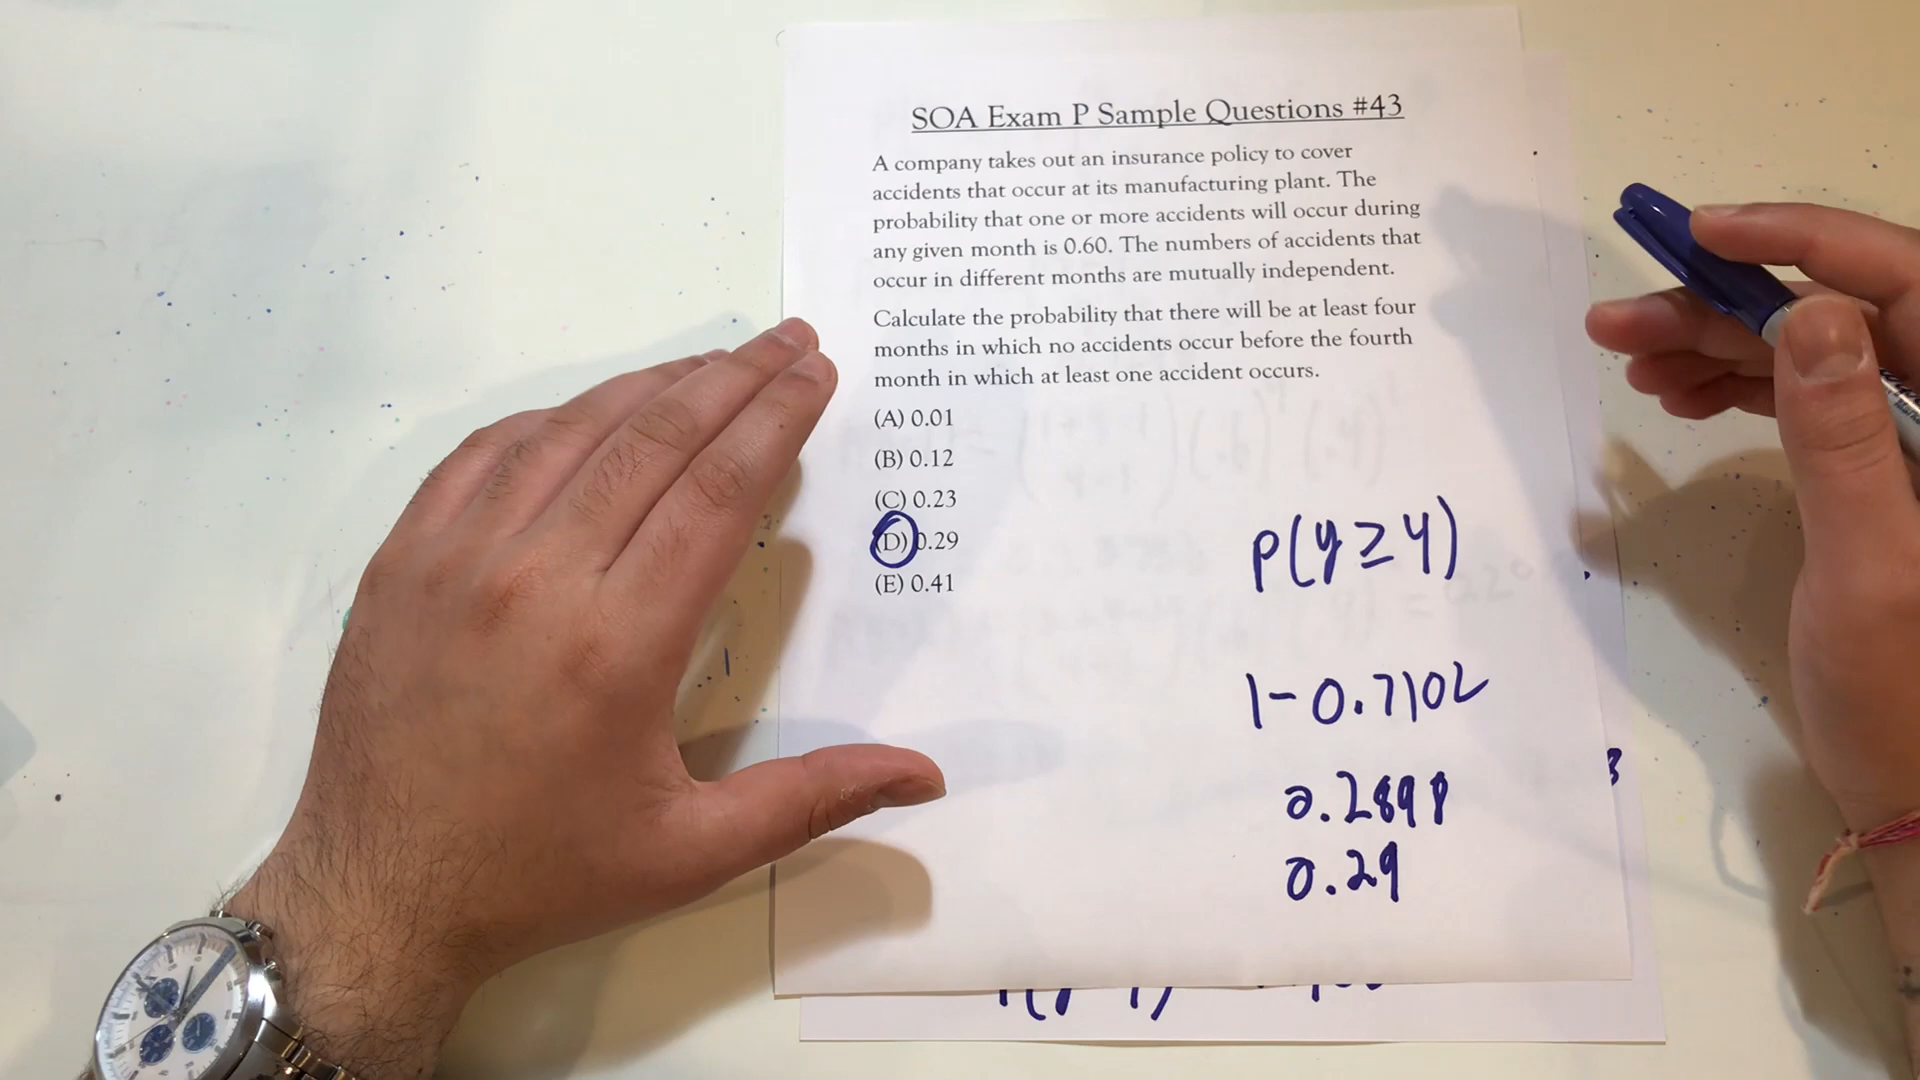 SOA Exam P Sample Questions #43
A company takes out an insurance policy to cover
accidents that occur at its manufacturing plant. The
probability that one or more accidents will occur during
any given month is 0.60. The numbers of accidents that
occur in different months are mutually independent.
Calculate the probability that there will be at least four
months in which no accidents occur before the fourth
month in which at least one accident occurs.
(A) 0.01
(B) 0.12
(C) 0.23
(D) 0.29
(E) 0.41
P(y≥4)
1-0.7102
0.2898
0.29
3